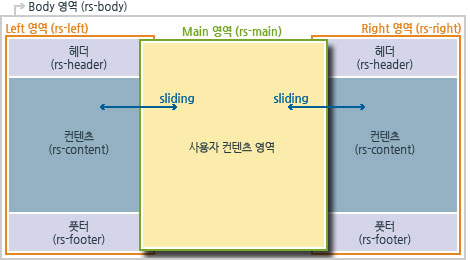 Body 영역 (rs-body)
Left 영역 (rs-left)
Main 영역 (rs-main)
Right 영역 (rs-right)
헤더
(rs-header)
헤더
(rs-header)
sliding
sliding
컨텐츠
(rs-content)
사용자 컨텐츠 영역
컨텐츠
(rs-content)
풋터
(rs-footer)
풋터
(rs-footer)